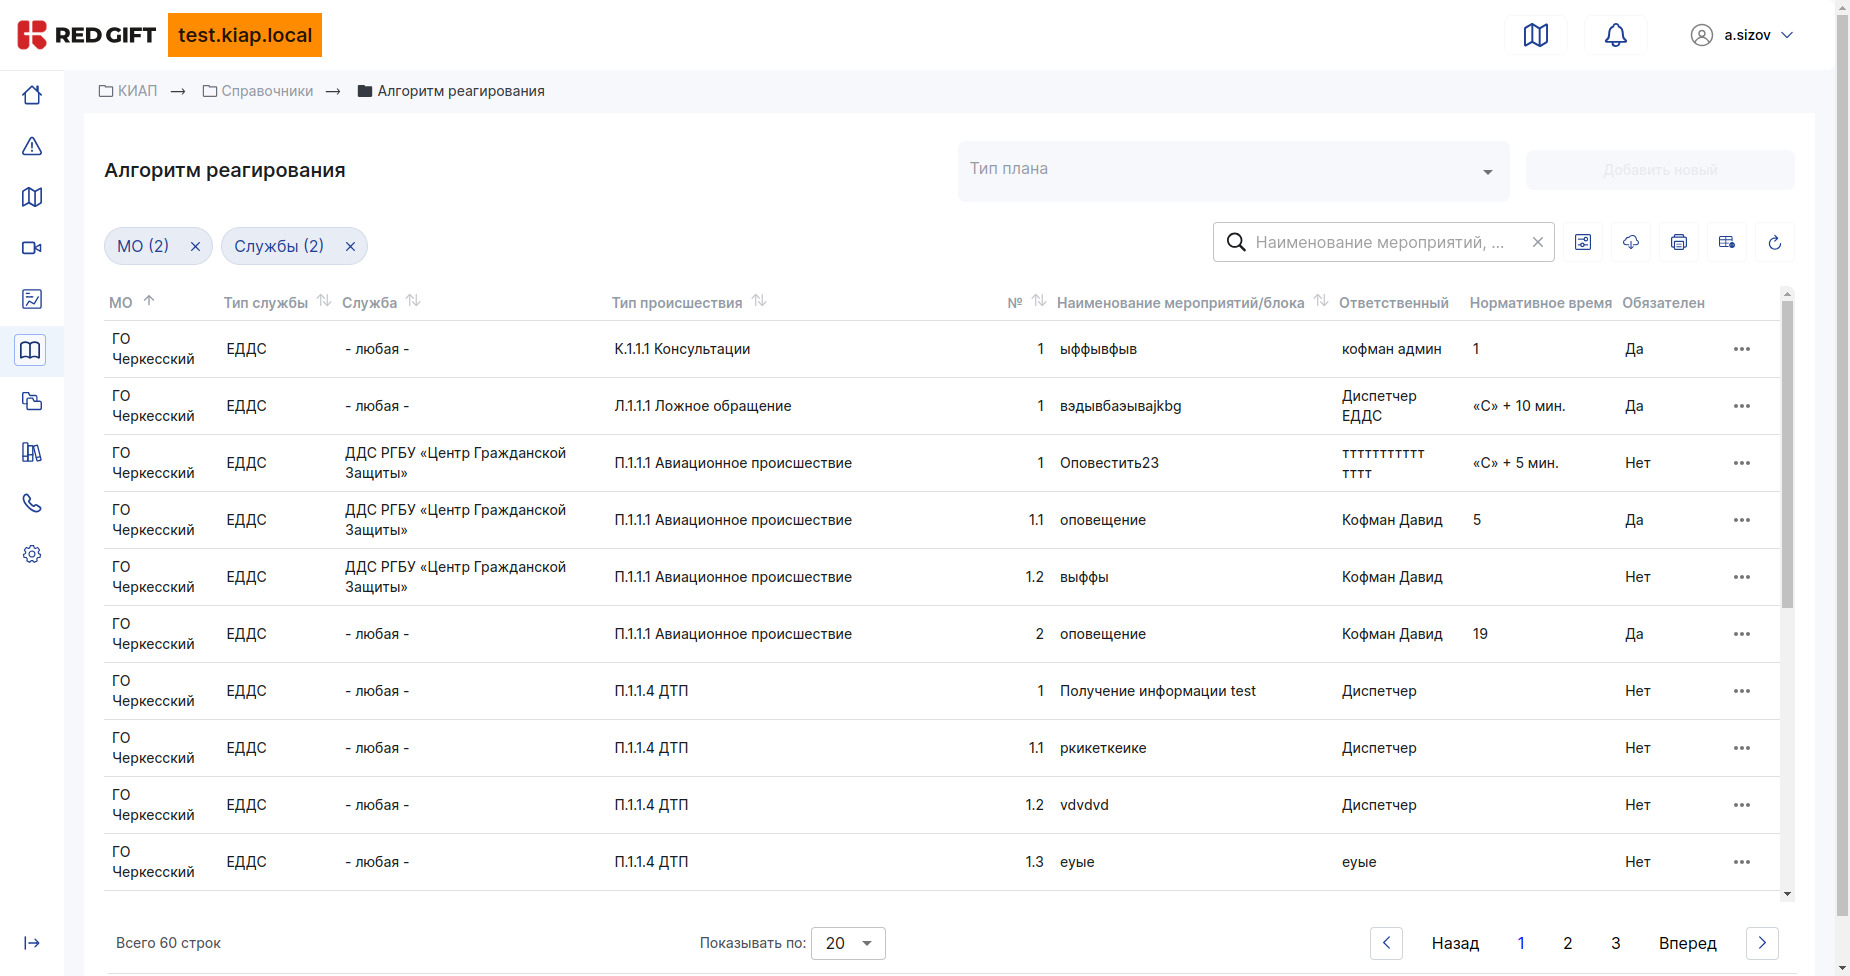 RED GIFT
test.kiap.local
a.sizov
КИАП → Справочники → Алгоритм реагирования
Алгоритм реагирования
Тип плана
Добавить новый
МО (2) ×
Службы (2) ×
Наименование мероприятий, ...
МО Тип службы Служба Тип происшествия № Наименование мероприятий/блока Ответственный Нормативное время Обязателен
ГО Черкесский ЕДДС - любая - К.1.1.1 Консультации 1 ыффывфыв кофман админ 1 Да
ГО Черкесский ЕДДС - любая - Л.1.1.1 Ложное обращение 1 вэдывбаэываjkbg Диспетчер ЕДДС «С» + 10 мин. Да
ГО Черкесский ЕДДС ДДС РГБУ «Центр Гражданской Защиты» П.1.1.1 Авиационное происшествие 1 Оповестить23 ттттттттттт тттт «С» + 5 мин. Нет
ГО Черкесский ЕДДС ДДС РГБУ «Центр Гражданской Защиты» П.1.1.1 Авиационное происшествие 1.1 оповещение Кофман Давид 5 Да
ГО Черкесский ЕДДС ДДС РГБУ «Центр Гражданской Защиты» П.1.1.1 Авиационное происшествие 1.2 выффы Кофман Давид Нет
ГО Черкесский ЕДДС - любая - П.1.1.1 Авиационное происшествие 2 оповещение Кофман Давид 19 Да
ГО Черкесский ЕДДС - любая - П.1.1.4 ДТП 1 Получение информации test Диспетчер Нет
ГО Черкесский ЕДДС - любая - П.1.1.4 ДТП 1.1 ркикеткеике Диспетчер Нет
ГО Черкесский ЕДДС - любая - П.1.1.4 ДТП 1.2 vdvdvd Диспетчер Нет
ГО Черкесский ЕДДС - любая - П.1.1.4 ДТП 1.3 еуые еуые Нет
Всего 60 строк Показывать по: 20 Назад 1 2 3 Вперед